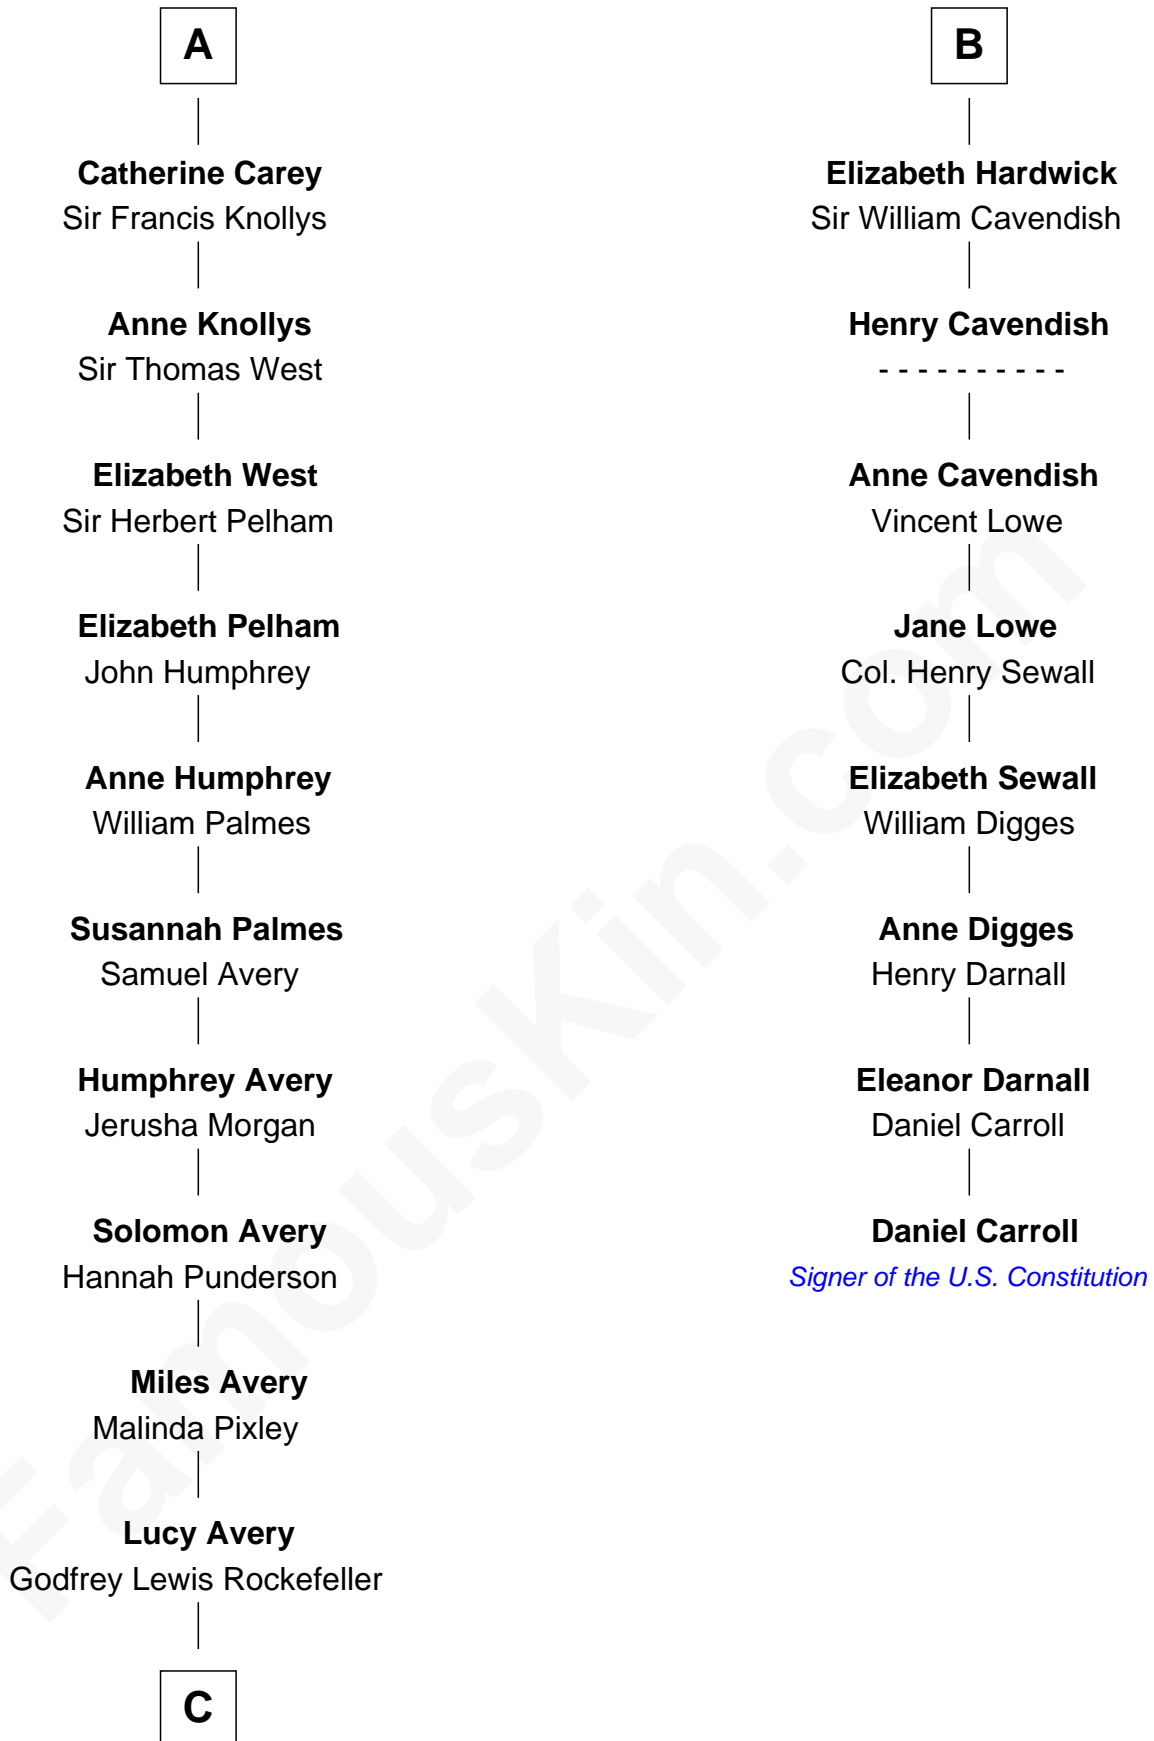 A
Catherine Carey
Sir Francis Knollys
Anne Knollys
Sir Thomas West
Elizabeth West
Sir Herbert Pelham
Elizabeth Pelham
John Humphrey
Anne Humphrey
William Palmes
Susannah Palmes
Samuel Avery
Humphrey Avery
Jerusha Morgan
Solomon Avery
Hannah Punderson
Miles Avery
Malinda Pixley
Lucy Avery
Godfrey Lewis Rockefeller
C
B
Elizabeth Hardwick
Sir William Cavendish
Henry Cavendish
- - - - - - - - - -
Anne Cavendish
Vincent Lowe
Jane Lowe
Col. Henry Sewall
Elizabeth Sewall
William Digges
Anne Digges
Henry Darnall
Eleanor Darnall
Daniel Carroll
Daniel Carroll
Signer of the U.S. Constitution
FamousKin.com